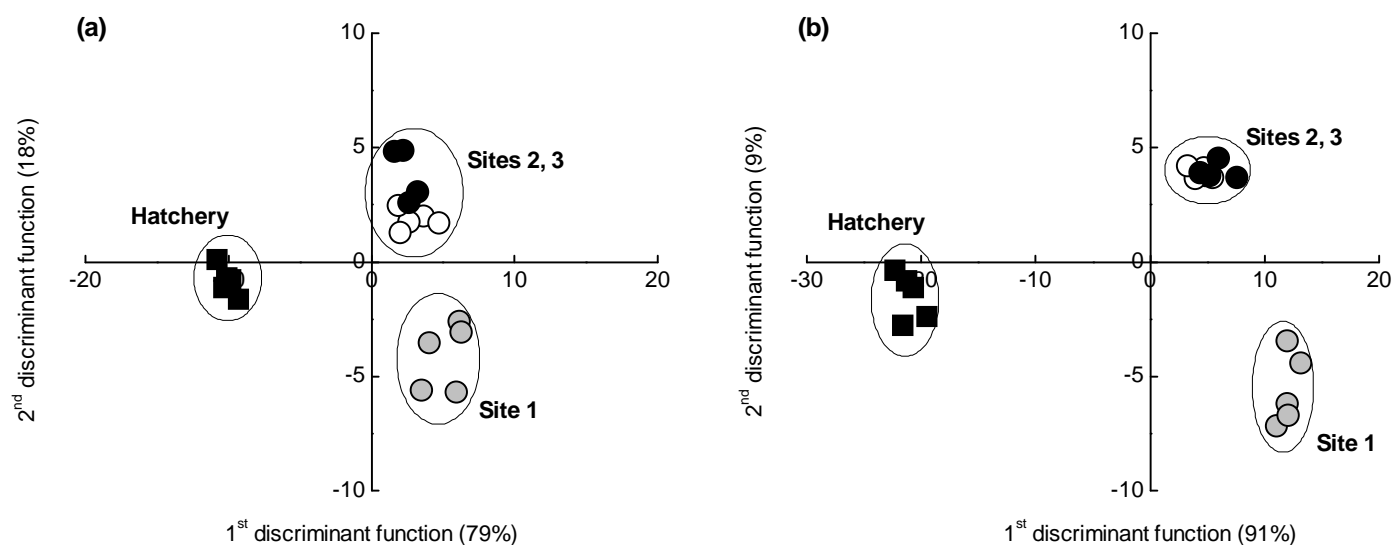 (a)
10
5
0
-5
-10
-20
-10
0
10
20
Hatchery
Sites 2, 3
Site 1
2nd discriminant function (18%)
1st discriminant function (79%)
(b)
10
5
0
-5
-10
-30
-20
-10
0
10
20
Hatchery
Sites 2, 3
Site 1
2nd discriminant function (9%)
1st discriminant function (91%)